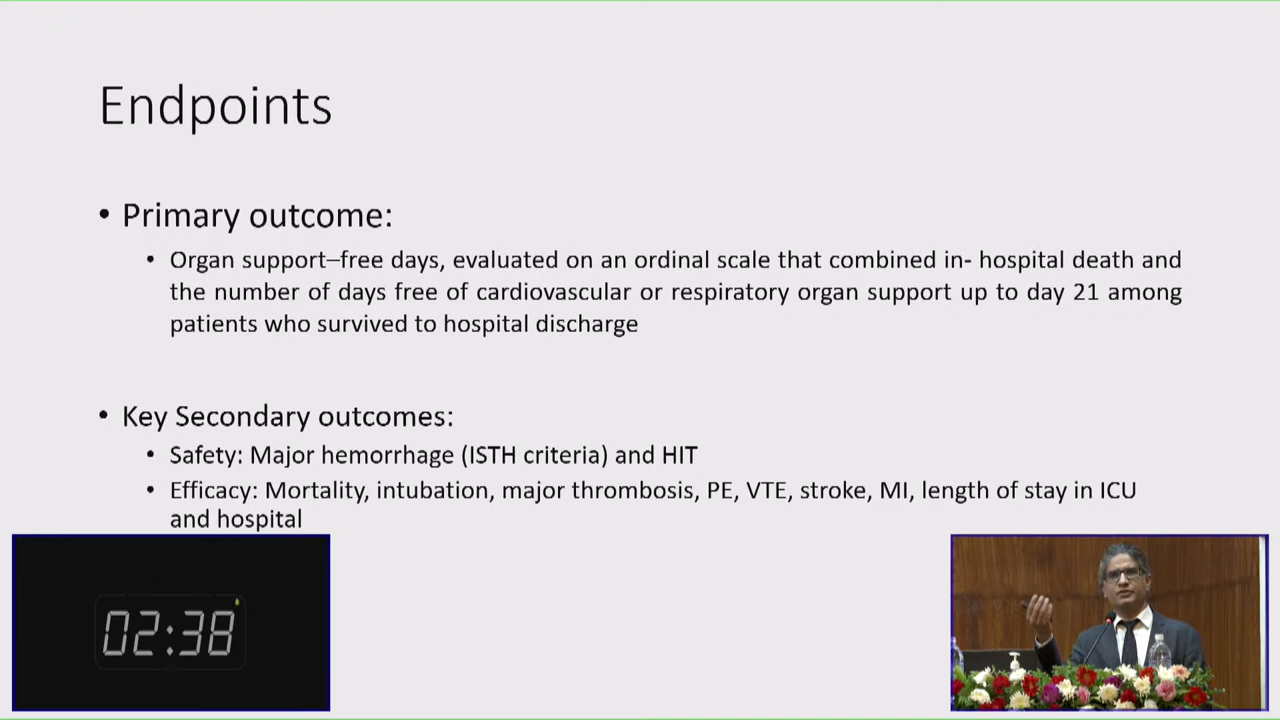 Endpoints
• Primary outcome:
• Organ support–free days, evaluated on an ordinal scale that combined in- hospital death and
the number of days free of cardiovascular or respiratory organ support up to day 21 among
patients who survived to hospital discharge
• Key Secondary outcomes:
• Safety: Major hemorrhage (ISTH criteria) and HIT
• Efficacy: Mortality, intubation, major thrombosis, PE, VTE, stroke, MI, length of stay in ICU
and hospital
02:38